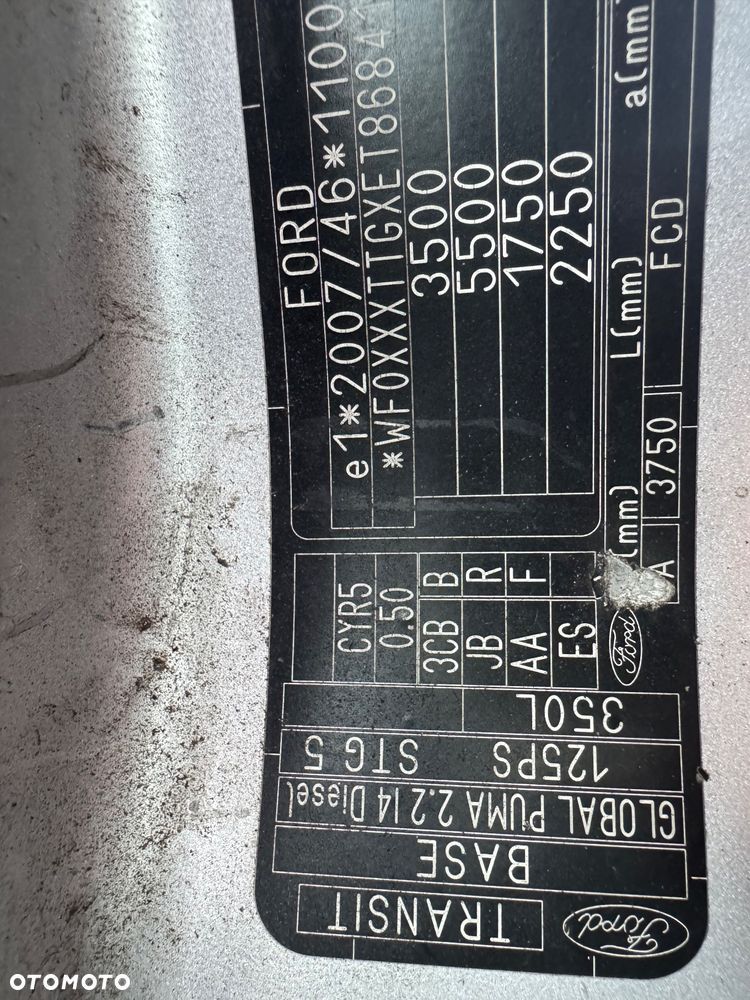 FORD
e1*2007/46*1100
*WF0XXXTTGXET8684
3500
5500
1750
2250
a(mm)
L(mm)
(mm)
FCD
3750
A
CYR5
0.50
3CB B
JB R
AA F
ES
Ford
350L
125PS STG 5
GLOBAL PUMA 2.2 I4 Diesel
BASE
TRANSIT
Ford
OTOMOTO